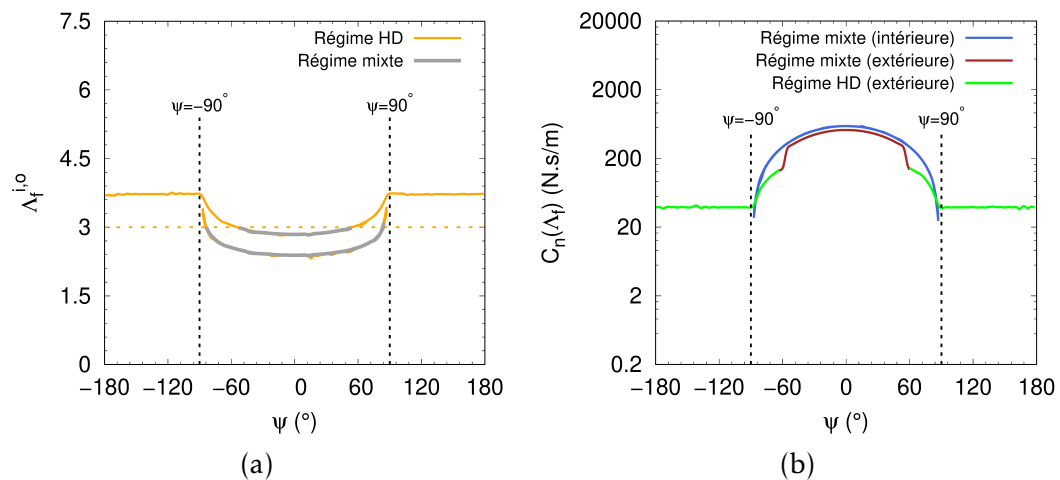 7.5
6
4.5
3
1.5
0
Λf i,o
Régime HD
Régime mixte
ψ=−90°
ψ=90°
−180 −120 −60 0 60 120 180
ψ (°)
(a)
20000
2000
200
20
2
0.2
Cn(Λf) (N.s/m)
Régime mixte (intérieure)
Régime mixte (extérieure)
Régime HD (extérieure)
ψ=−90°
ψ=90°
−180 −120 −60 0 60 120 180
ψ (°)
(b)